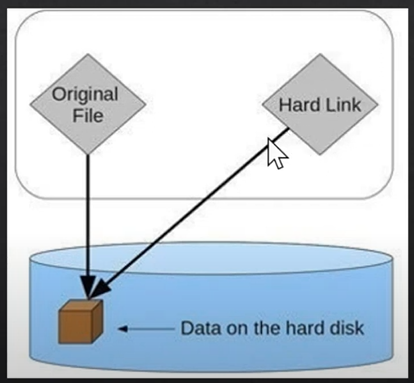 Original
File
Hard Link
Data on the hard disk